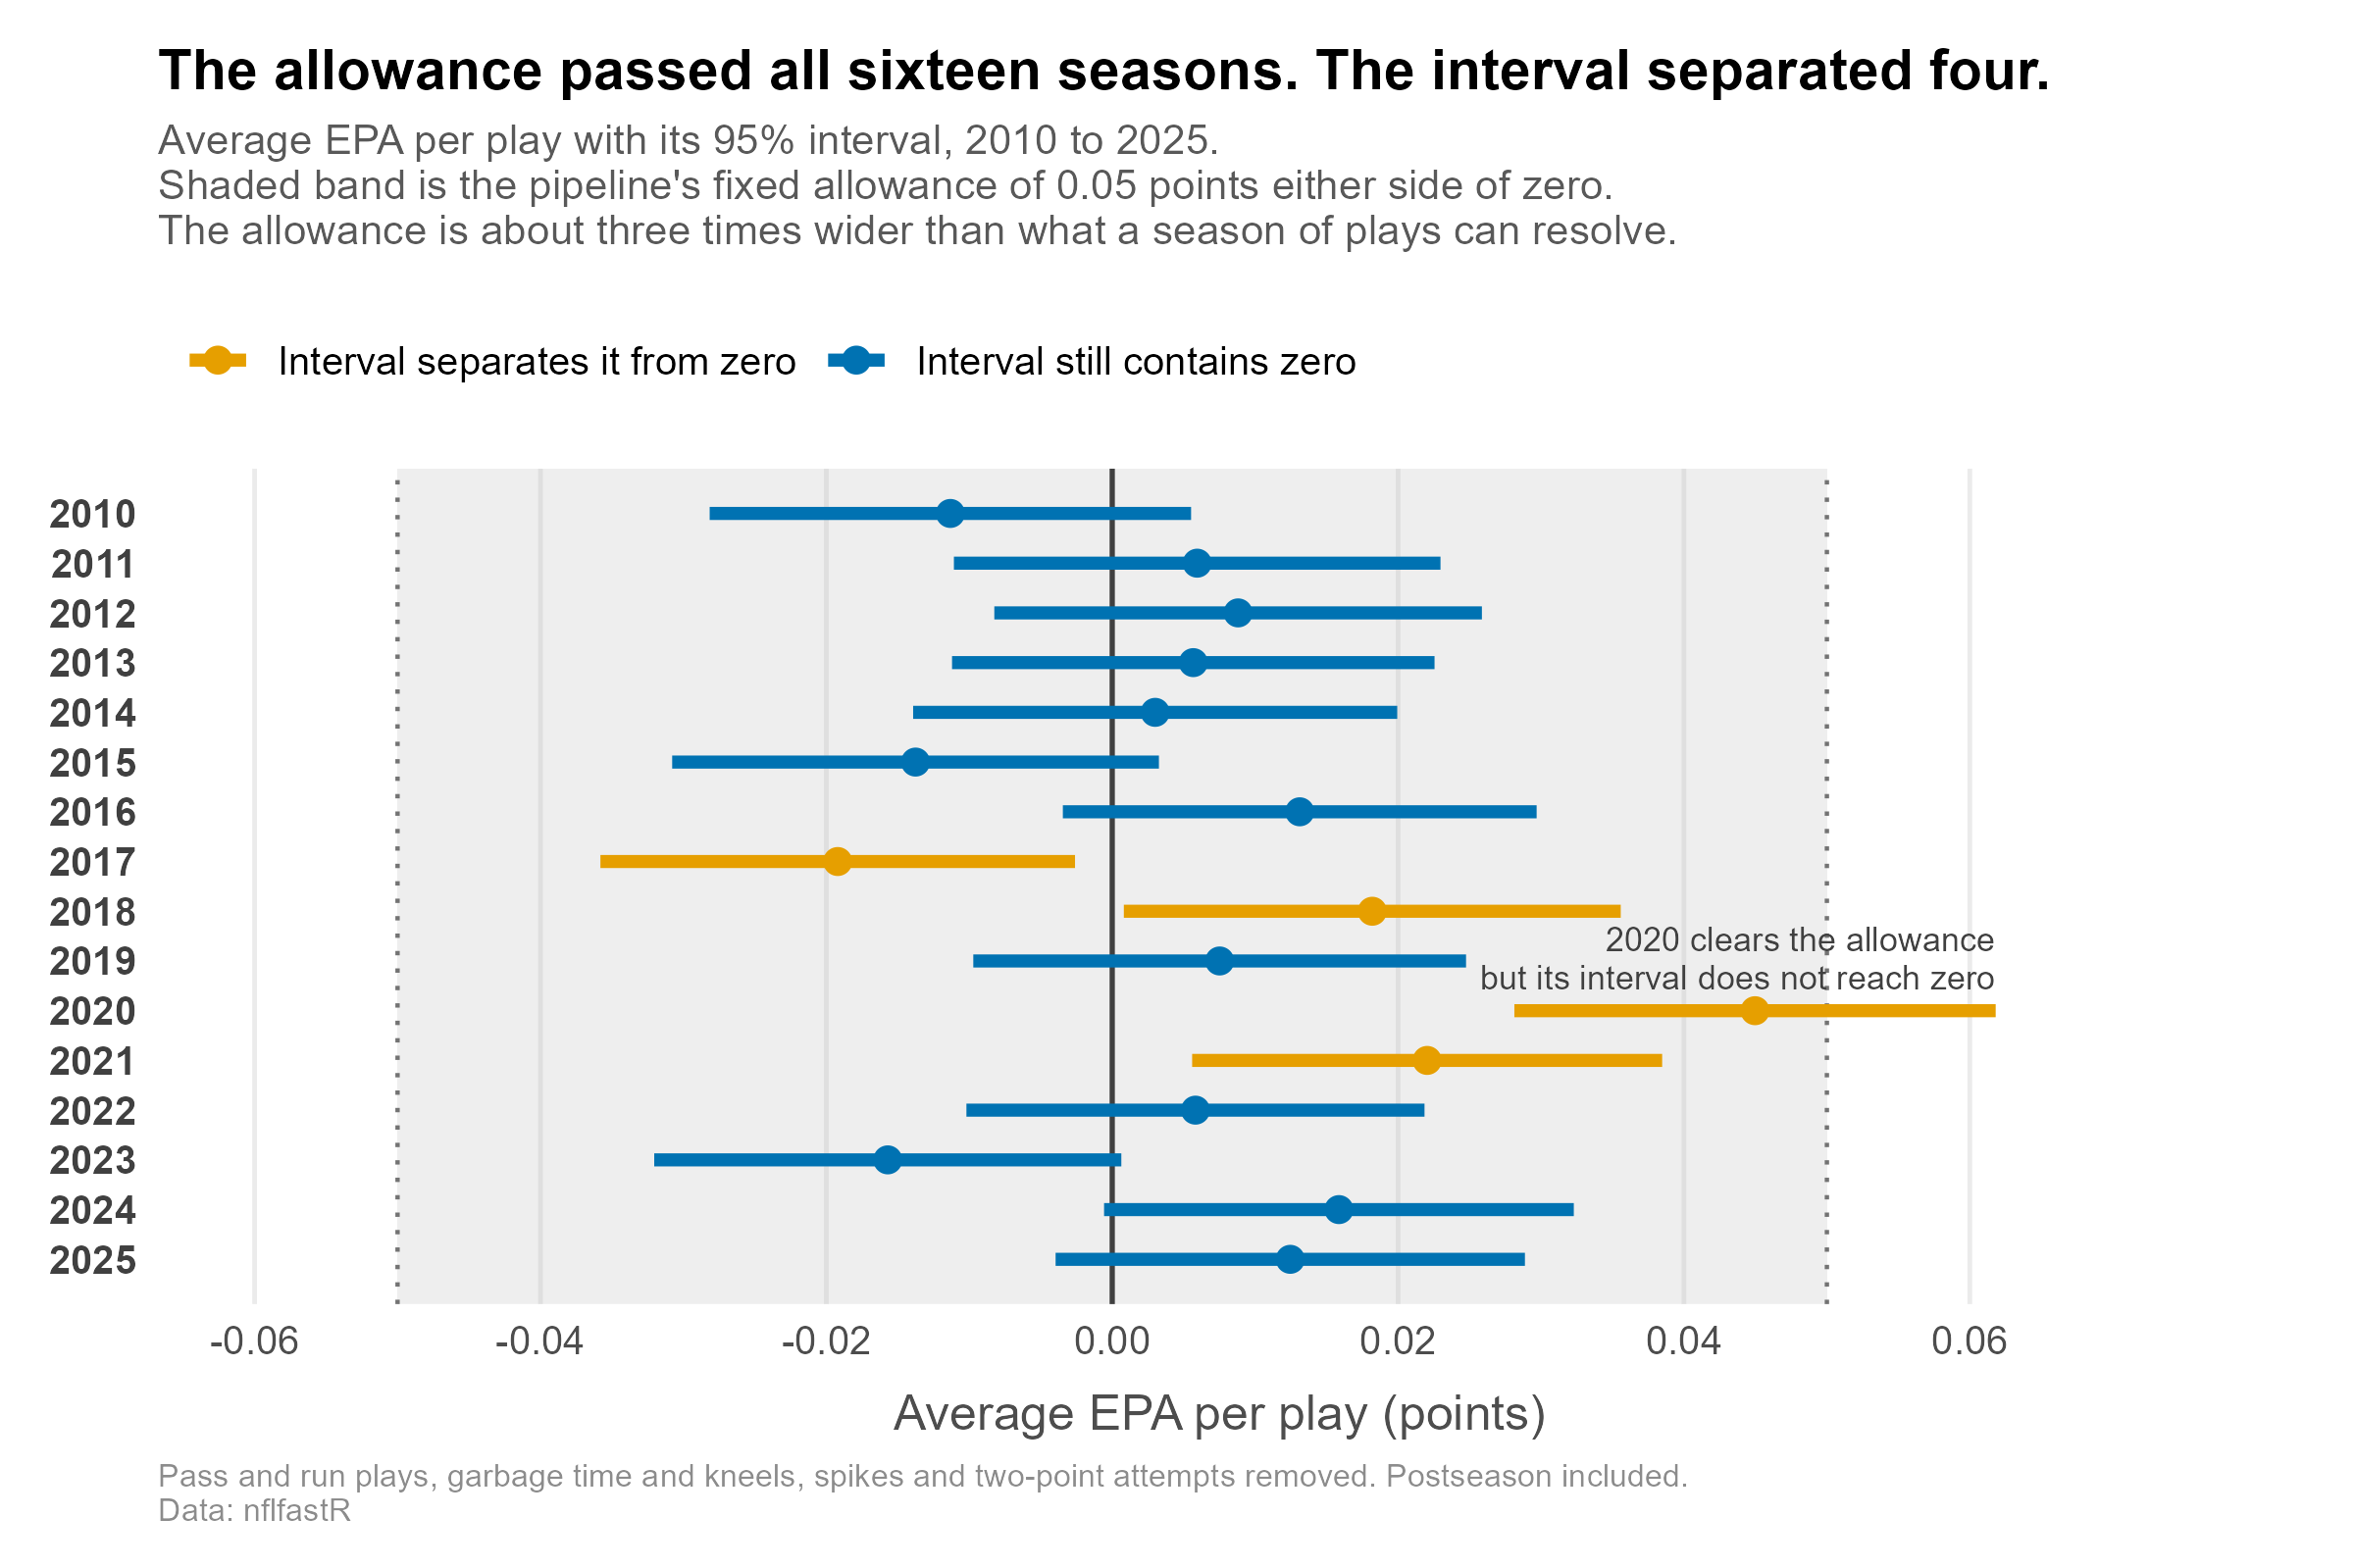 The allowance passed all sixteen seasons. The interval separated four.
Average EPA per play with its 95% interval, 2010 to 2025.
Shaded band is the pipeline's fixed allowance of 0.05 points either side of zero.
The allowance is about three times wider than what a season of plays can resolve.
Interval separates it from zero
Interval still contains zero
2010
2011
2012
2013
2014
2015
2016
2017
2018
2020 clears the allowance
2019
but its interval does not reach zero
2020
2021
2022
2023
2024
2025
-0.06 -0.04 -0.02 0.00 0.02 0.04 0.06
Average EPA per play (points)
Pass and run plays, garbage time and kneels, spikes and two-point attempts removed. Postseason included.
Data: nflfastR